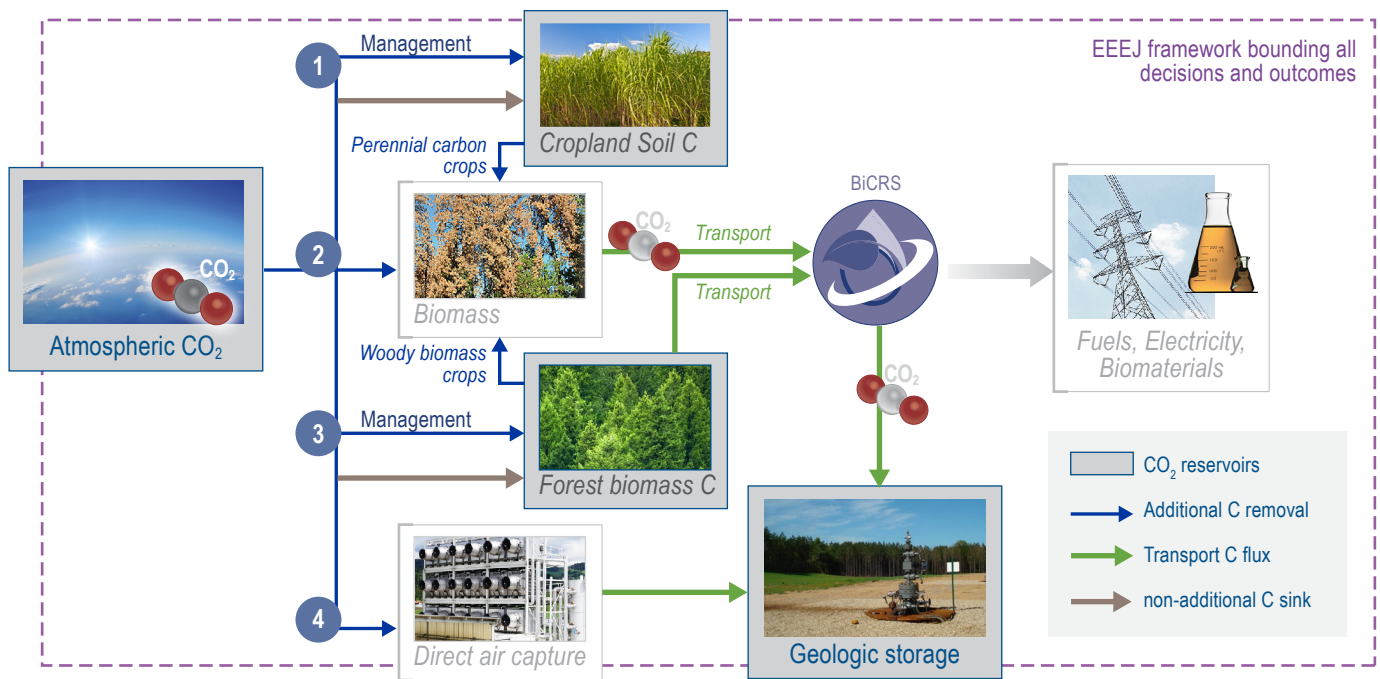 EEEJ framework bounding all
decisions and outcomes
1
Management
Cropland Soil C
Perennial carbon
crops
CO₂
Atmospheric CO₂
2
Biomass
CO₂
Transport
Transport
BiCRS
Fuels, Electricity,
Biomaterials
Woody biomass
crops
CO₂
3
Management
Forest biomass C
4
Direct air capture
Geologic storage
CO₂ reservoirs
Additional C removal
Transport C flux
non-additional C sink